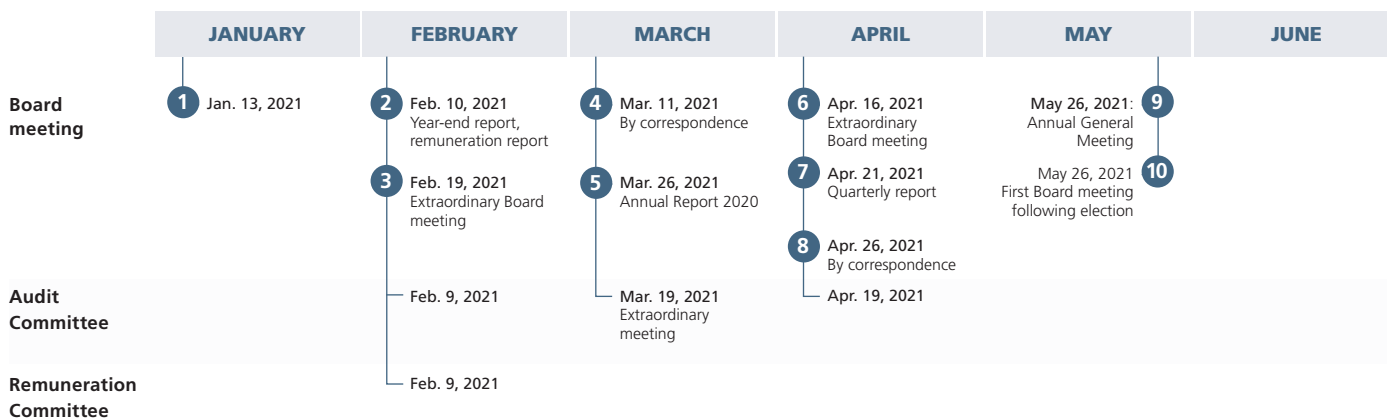 JANUARY
FEBRUARY
MARCH
APRIL
MAY
JUNE
Board
meeting
1
Jan. 13, 2021
2
Feb. 10, 2021
Year-end report,
remuneration report
3
Feb. 19, 2021
Extraordinary Board
meeting
4
Mar. 11, 2021
By correspondence
5
Mar. 26, 2021
Annual Report 2020
6
Apr. 16, 2021
Extraordinary
Board meeting
7
Apr. 21, 2021
Quarterly report
8
Apr. 26, 2021
By correspondence
May 26, 2021:
Annual General
Meeting
9
May 26, 2021
First Board meeting
following election
10
Audit
Committee
Feb. 9, 2021
Mar. 19, 2021
Extraordinary
meeting
Apr. 19, 2021
Remuneration
Committee
Feb. 9, 2021